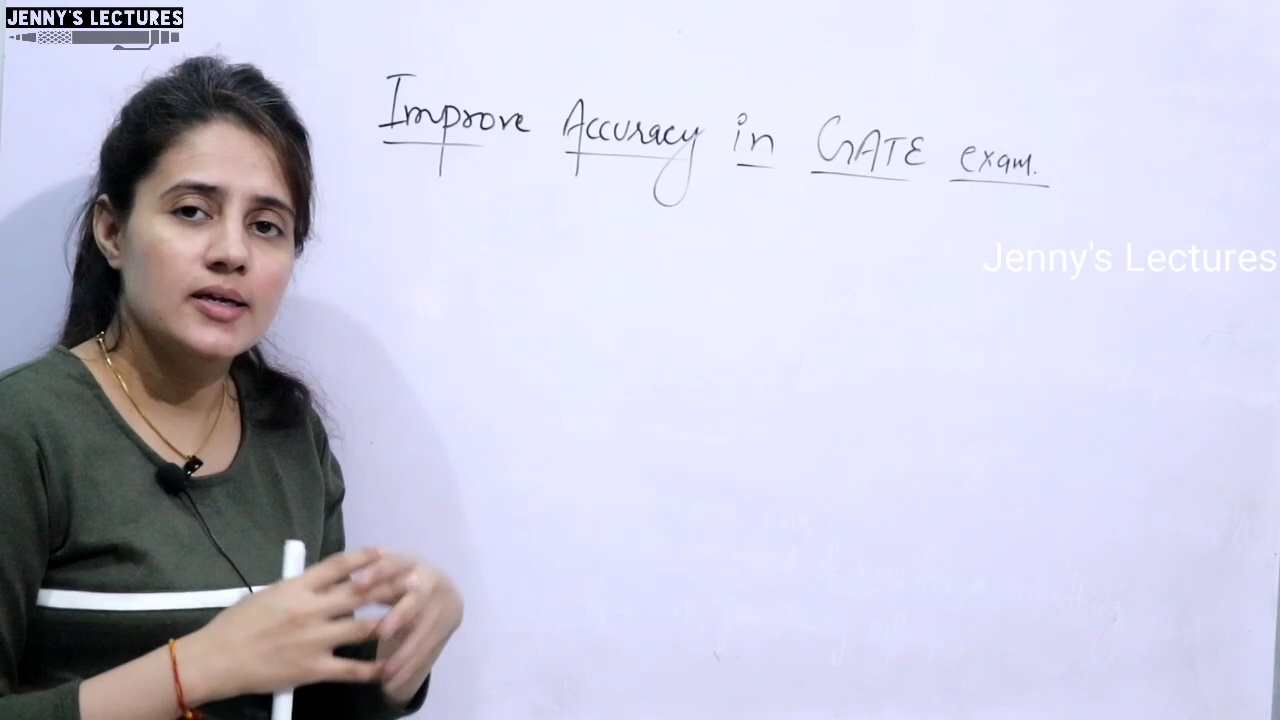 JENNY'S LECTURES
Improve Accuracy in GATE exam.
Jenny's Lectures